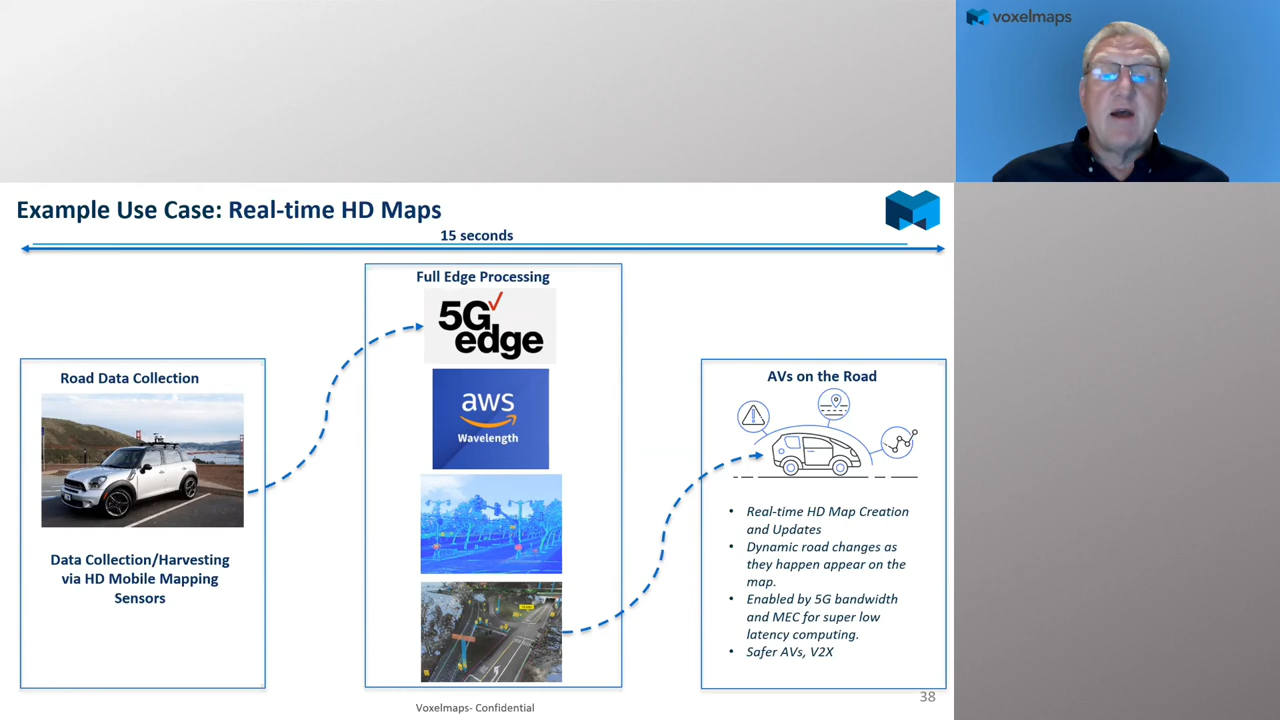 voxelmaps
Example Use Case: Real-time HD Maps
15 seconds
Road Data Collection
Data Collection/Harvesting
via HD Mobile Mapping
Sensors
Full Edge Processing
5G
edge
aws
Wavelength
AVs on the Road
• Real-time HD Map Creation
and Updates
• Dynamic road changes as
they happen appear on the
map.
• Enabled by 5G bandwidth
and MEC for super low
latency computing.
• Safer AVs, V2X
Voxelmaps- Confidential
38